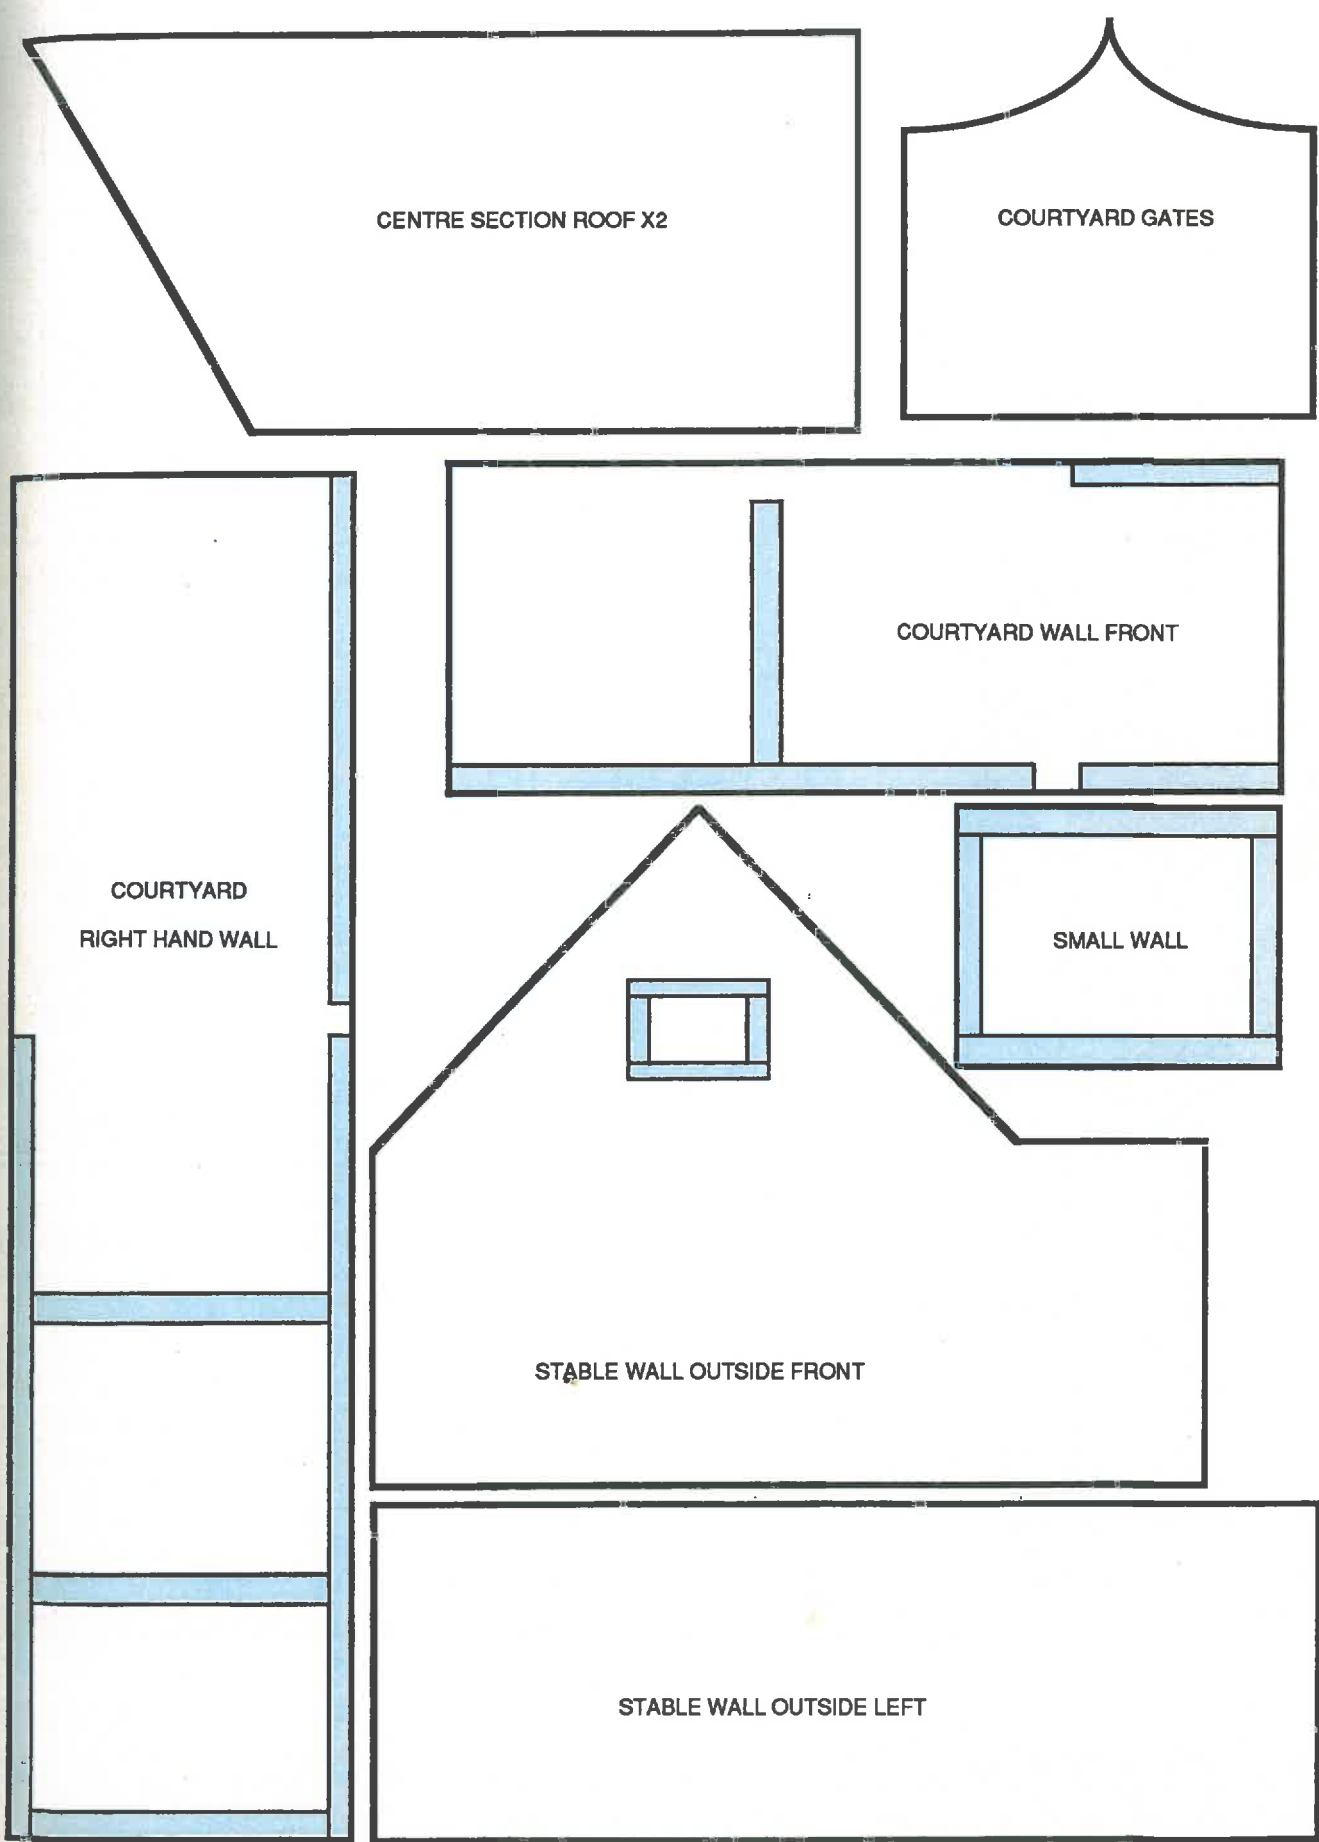 CENTRE SECTION ROOF X2
COURTYARD GATES
COURTYARD WALL FRONT
COURTYARD
RIGHT HAND WALL
SMALL WALL
STABLE WALL OUTSIDE FRONT
STABLE WALL OUTSIDE LEFT